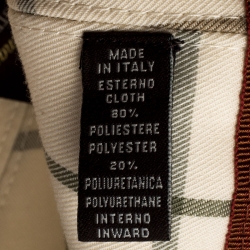 MADE
IN ITALY
ESTERNO
CLOTH
80%
POLIESTERE
POLYESTER
20%
POLIURETANICA
POLYURETHANE
INTERNO
INWARD